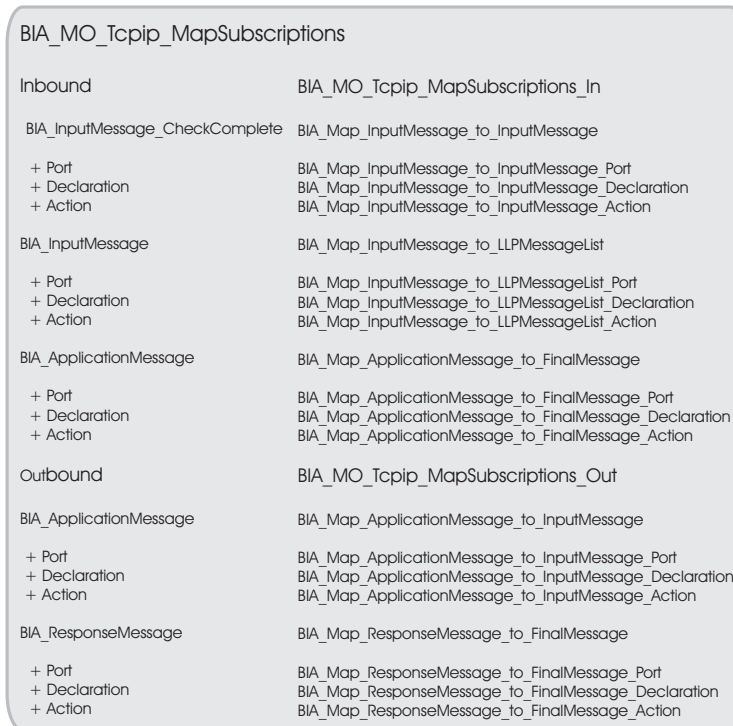 BIA_MO_Tcpip_MapSubscriptions
Inbound BIA_MO_Tcpip_MapSubscriptions_In
BIA_InputMessage_CheckComplete BIA_Map_InputMessage_to_InputMessage
+ Port BIA_Map_InputMessage_to_InputMessage_Port
+ Declaration BIA_Map_InputMessage_to_InputMessage_Declaration
+ Action BIA_Map_InputMessage_to_InputMessage_Action
BIA_InputMessage BIA_Map_InputMessage_to_LLPMessageList
+ Port BIA_Map_InputMessage_to_LLPMessageList_Port
+ Declaration BIA_Map_InputMessage_to_LLPMessageList_Declaration
+ Action BIA_Map_InputMessage_to_LLPMessageList_Action
BIA_ApplicationMessage BIA_Map_ApplicationMessage_to_FinalMessage
+ Port BIA_Map_ApplicationMessage_to_FinalMessage_Port
+ Declaration BIA_Map_ApplicationMessage_to_FinalMessage_Declaration
+ Action BIA_Map_ApplicationMessage_to_FinalMessage_Action
Outbound BIA_MO_Tcpip_MapSubscriptions_Out
BIA_ApplicationMessage BIA_Map_ApplicationMessage_to_InputMessage
+ Port BIA_Map_ApplicationMessage_to_InputMessage_Port
+ Declaration BIA_Map_ApplicationMessage_to_InputMessage_Declaration
+ Action BIA_Map_ApplicationMessage_to_InputMessage_Action
BIA_ResponseMessage BIA_Map_ResponseMessage_to_FinalMessage
+ Port BIA_Map_ResponseMessage_to_FinalMessage_Port
+ Declaration BIA_Map_ResponseMessage_to_FinalMessage_Declaration
+ Action BIA_Map_ResponseMessage_to_FinalMessage_Action